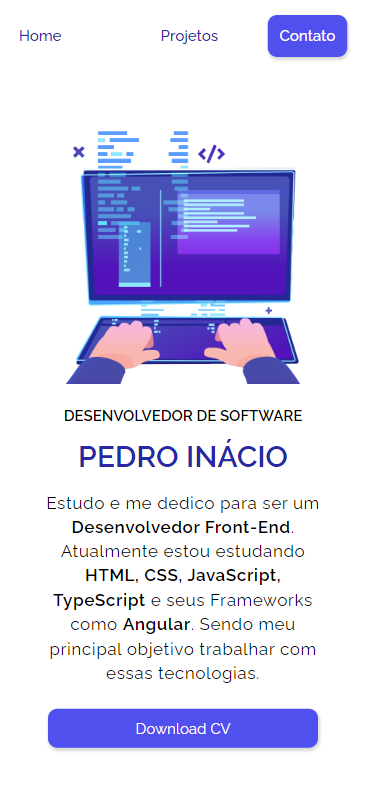 Home Projetos Contato
DESENVOLVEDOR DE SOFTWARE
PEDRO INÁCIO
Estudo e me dedico para ser um
Desenvolvedor Front-End.
Atualmente estou estudando
HTML, CSS, JavaScript,
TypeScript e seus Frameworks
como Angular. Sendo meu
principal objetivo trabalhar com
essas tecnologias.
Download CV